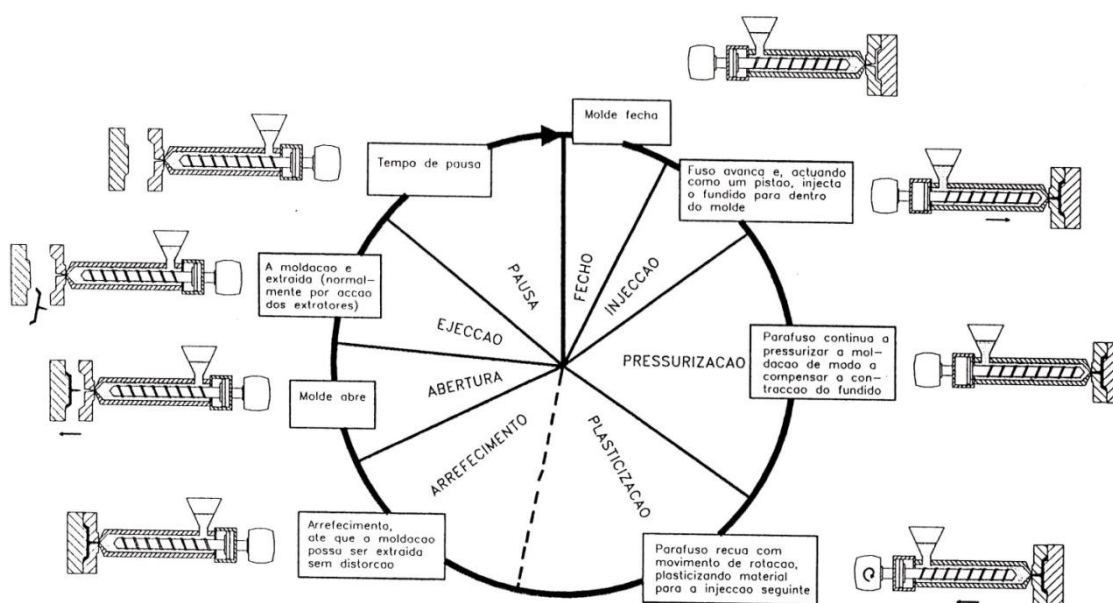 Molde fecha
Fuso avanca e, actuando
como um pistao, injecta
o fundido para dentro
do molde
Parafuso continua a
pressurizar a mol-
dacao de modo a
compensar a con-
traccao do fundido
Parafuso recua com
movimento de rotacao,
plasticizando material
para a injeccao seguinte
Arrefecimento,
ate que a moldacao
possa ser extraida
sem distorcao
Molde abre
A moldacao e
extraida (normal-
mente por accao
dos extratores)
Tempo de pausa
FECHO
INJECCAO
PRESSURIZACAO
PLASTICIZACAO
ARREFECIMENTO
ABERTURA
EJECCAO
PAUSA